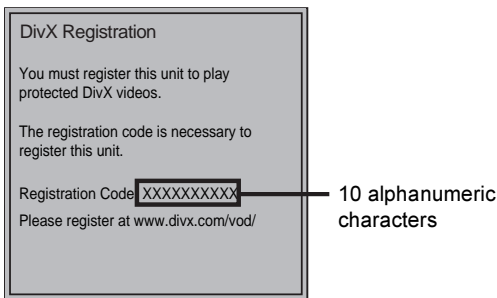 DivX Registration
You must register this unit to play
protected DivX videos.
The registration code is necessary to
register this unit.
Registration Code XXXXXXXXXX
Please register at www.divx.com/vod/
10 alphanumeric
characters